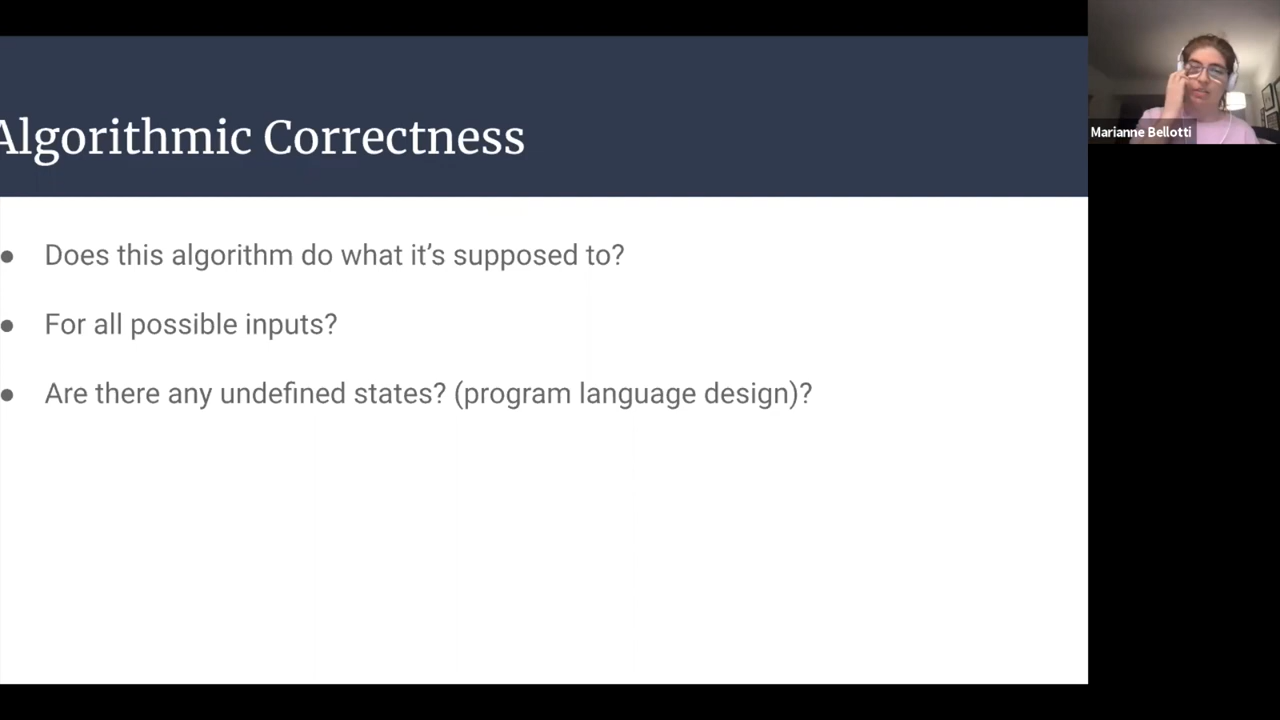 Algorithmic Correctness
Marianne Bellotti
● Does this algorithm do what it’s supposed to?
● For all possible inputs?
● Are there any undefined states? (program language design)?